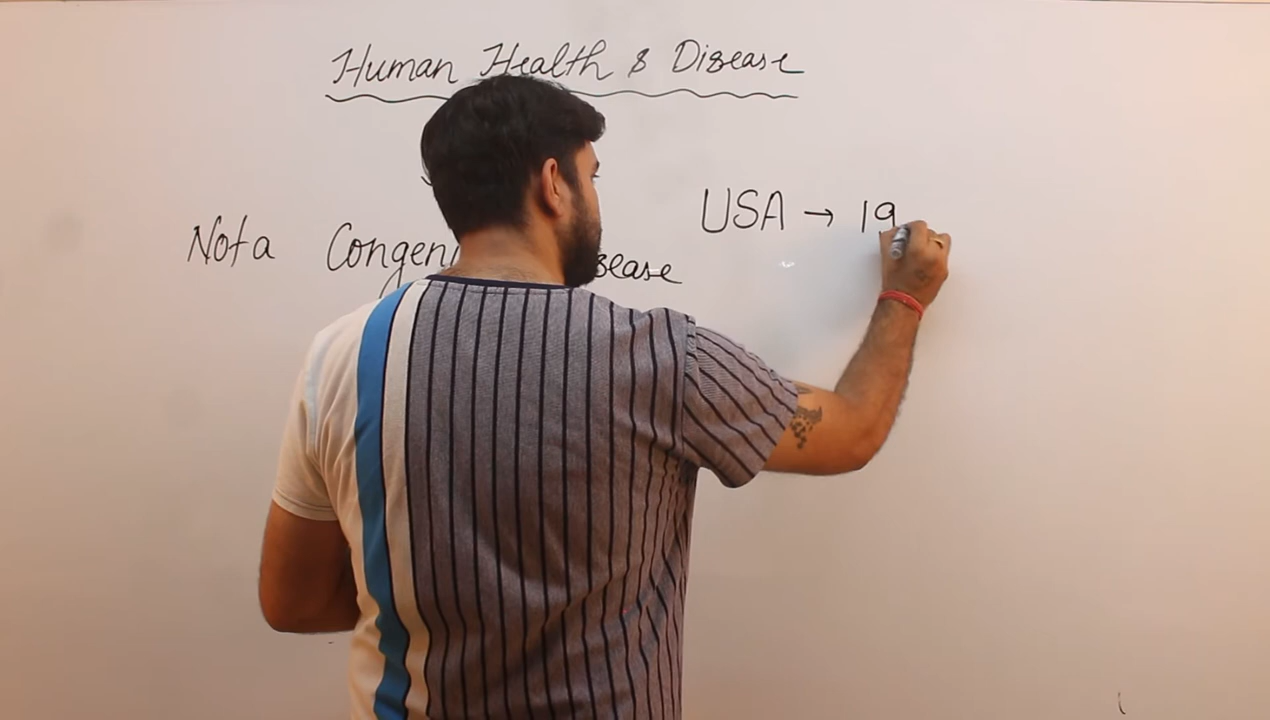 Human Health & Disease
USA → 19
Not a